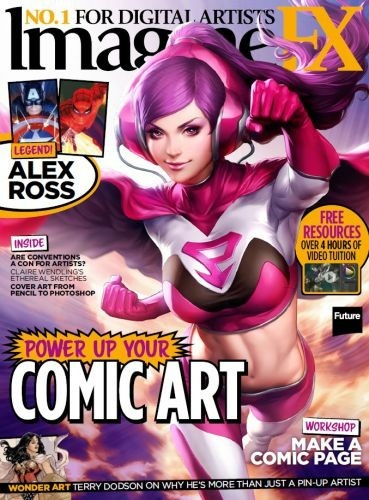 NO.1 FOR DIGITAL ARTISTS
ImagineFX
LEGEND!
ALEX
ROSS
INSIDE
ARE CONVENTIONS
A CON FOR ARTISTS?
CLAIRE WENDLING'S
ETHEREAL SKETCHES
COVER ART FROM
PENCIL TO PHOTOSHOP
FREE
RESOURCES
OVER 4 HOURS OF
VIDEO TUITION
Future
POWER UP YOUR
COMIC ART
WORKSHOP
MAKE A
COMIC PAGE
WONDER ART TERRY DODSON ON WHY HE'S MORE THAN JUST A PIN-UP ARTIST